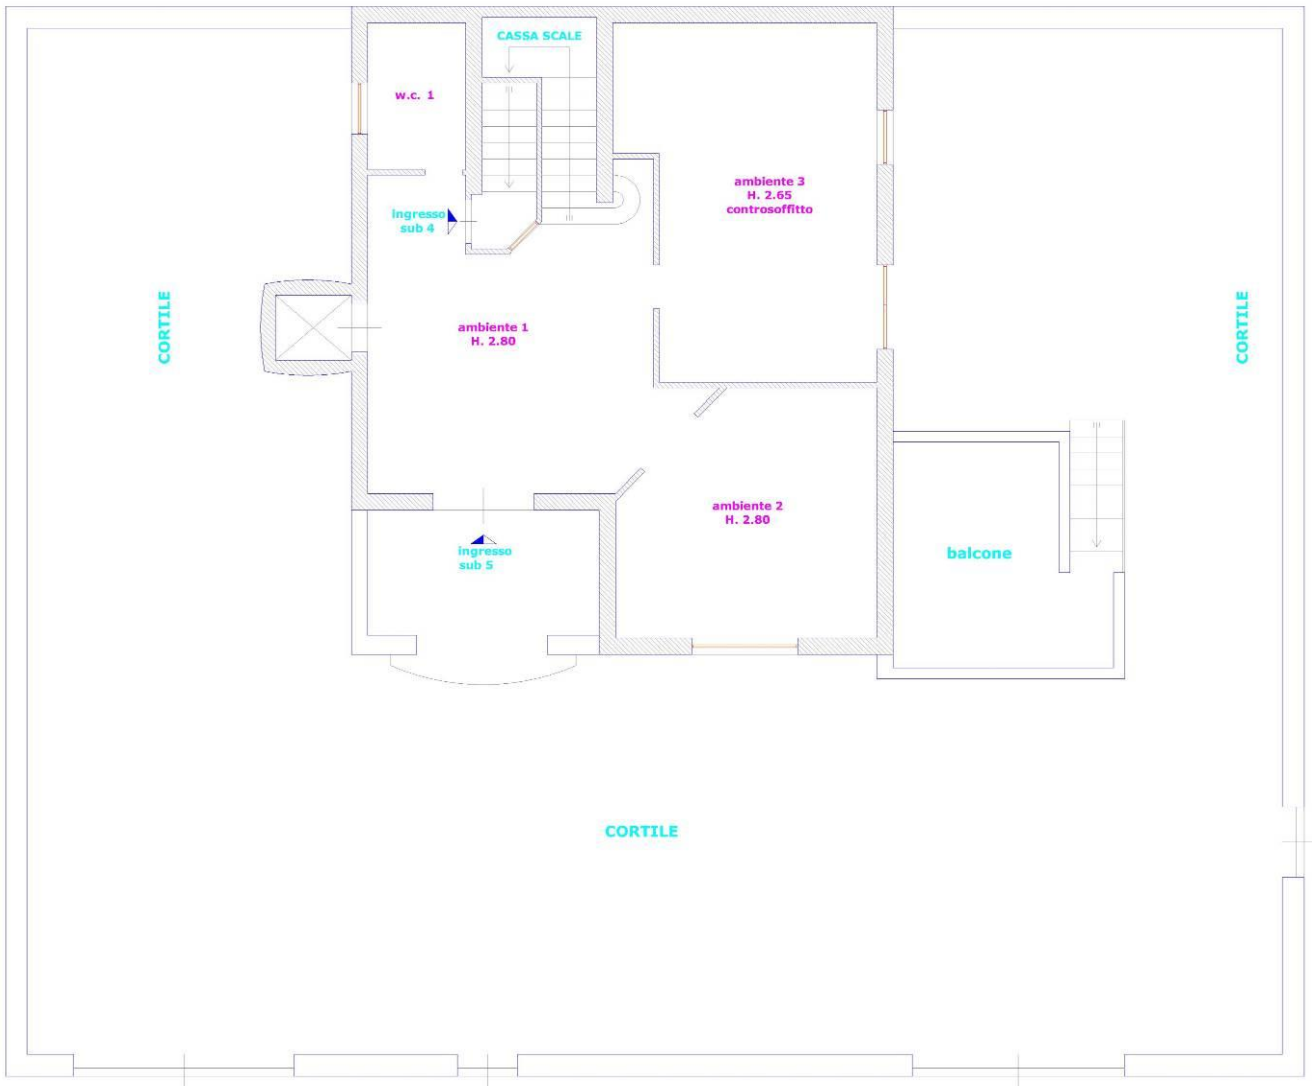 CASSA SCALE
w.c. 1
ambiente 3
H. 2.65
controsoffitto
ingresso
sub 4
CORTILE
ambiente 1
H. 2.80
CORTILE
ambiente 2
H. 2.80
ingresso
sub 5
balcone
CORTILE